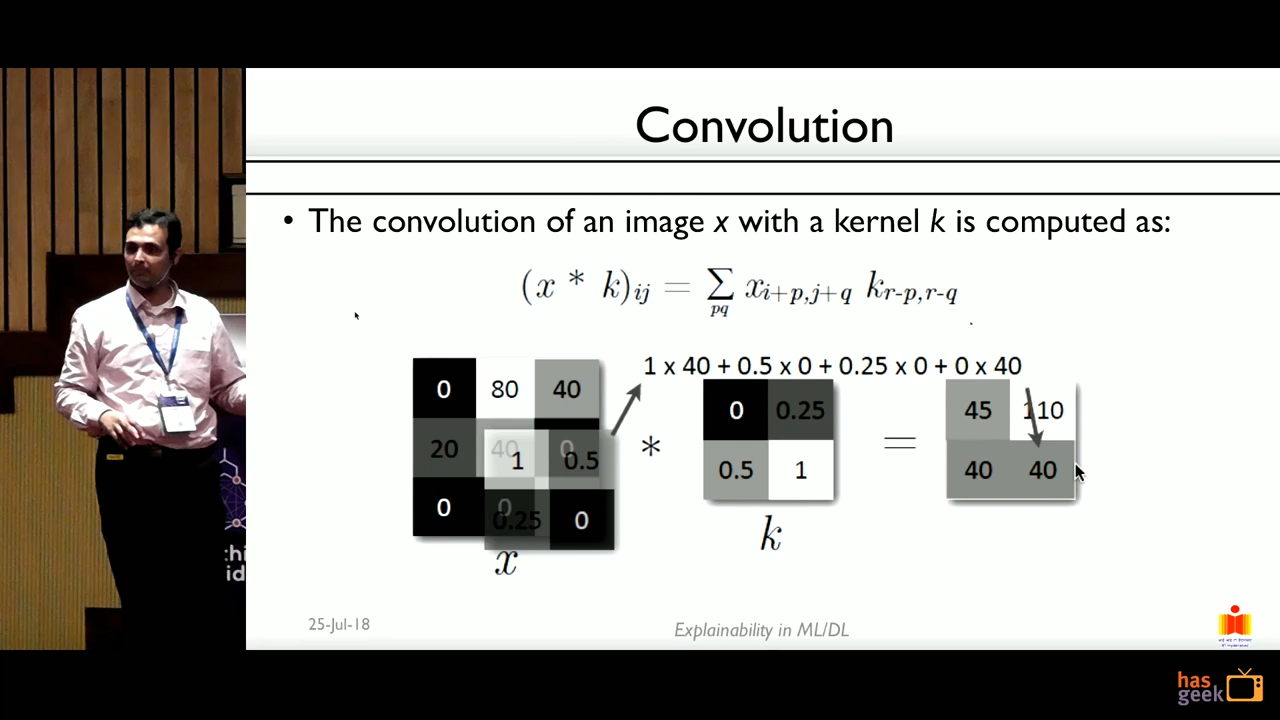 Convolution
• The convolution of an image x with a kernel k is computed as:
(x * k)ij = ∑pq xi+p,j+q kr-p,r-q
1 x 40 + 0.5 x 0 + 0.25 x 0 + 0 x 40
0 80 40
20 40 0
1 0.5
0 0
0.25 0
x
*
0 0.25
0.5 1
k
=
45 110
40 40
:hi
id
25-Jul-18
Explainability in ML/DL
has
geek